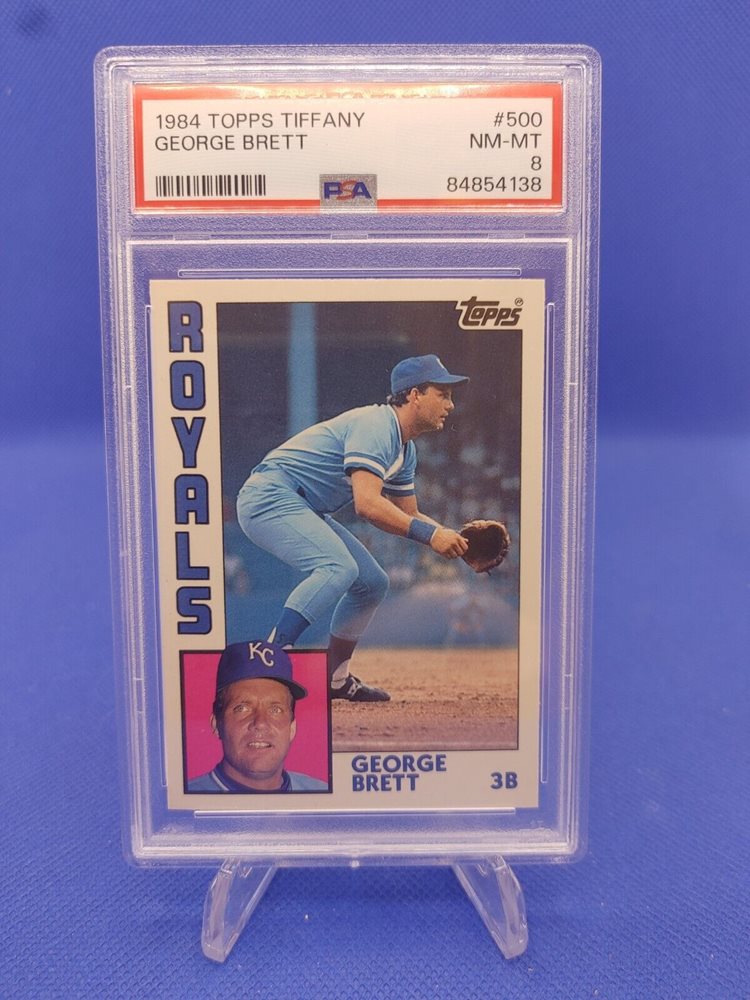 1984 TOPPS TIFFANY #500
GEORGE BRETT NM-MT
8
PSA 84854138
topps®
ROYALS
KC
GEORGE
BRETT 3B